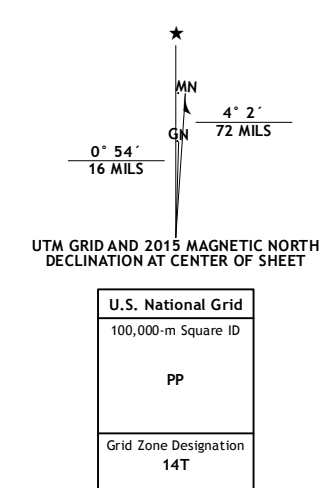 ★
MN
4° 2´
72 MILS
GN
0° 54´
16 MILS
UTM GRID AND 2015 MAGNETIC NORTH
DECLINATION AT CENTER OF SHEET
U.S. National Grid
100,000-m Square ID
PP
Grid Zone Designation
14T